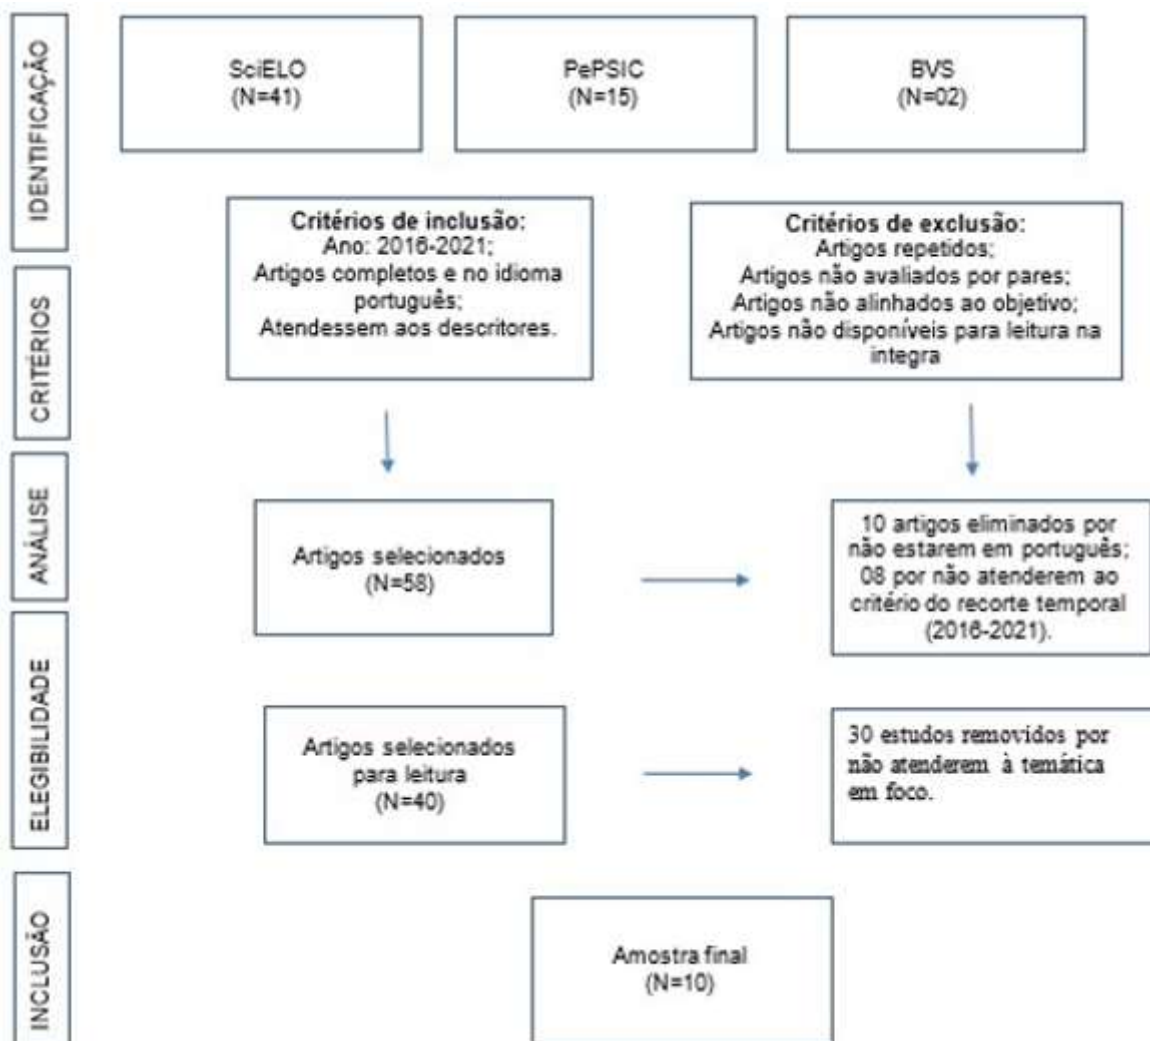 IDENTIFICAÇÃO
SciELO
(N=41)
PePSIC
(N=15)
BVS
(N=02)
CRITÉRIOS
Critérios de inclusão:
Ano: 2016-2021;
Artigos completos e no idioma
português;
Atendessem aos descritores.
Critérios de exclusão:
Artigos repetidos;
Artigos não avaliados por pares;
Artigos não alinhados ao objetivo;
Artigos não disponíveis para leitura na
integra
ANÁLISE
Artigos selecionados
(N=58)
10 artigos eliminados por
não estarem em português;
08 por não atenderem ao
critério do recorte temporal
(2016-2021).
ELEGIBILIDADE
Artigos selecionados
para leitura
(N=40)
30 estudos removidos por
não atenderem à temática
em foco.
INCLUSÃO
Amostra final
(N=10)